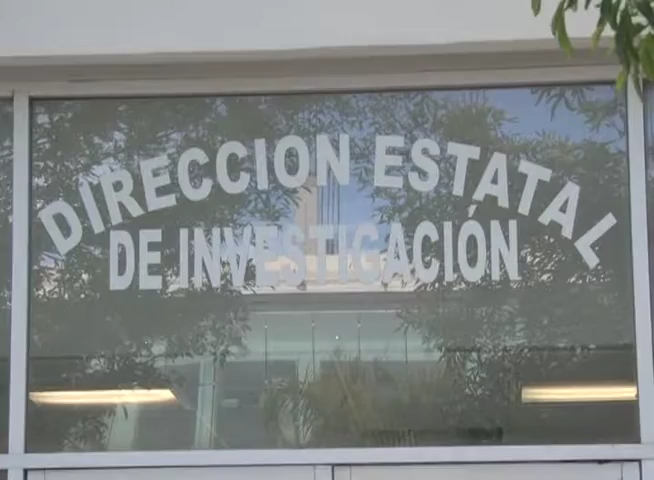 DIRECCION ESTATAL
DE INVESTIGACIÓN